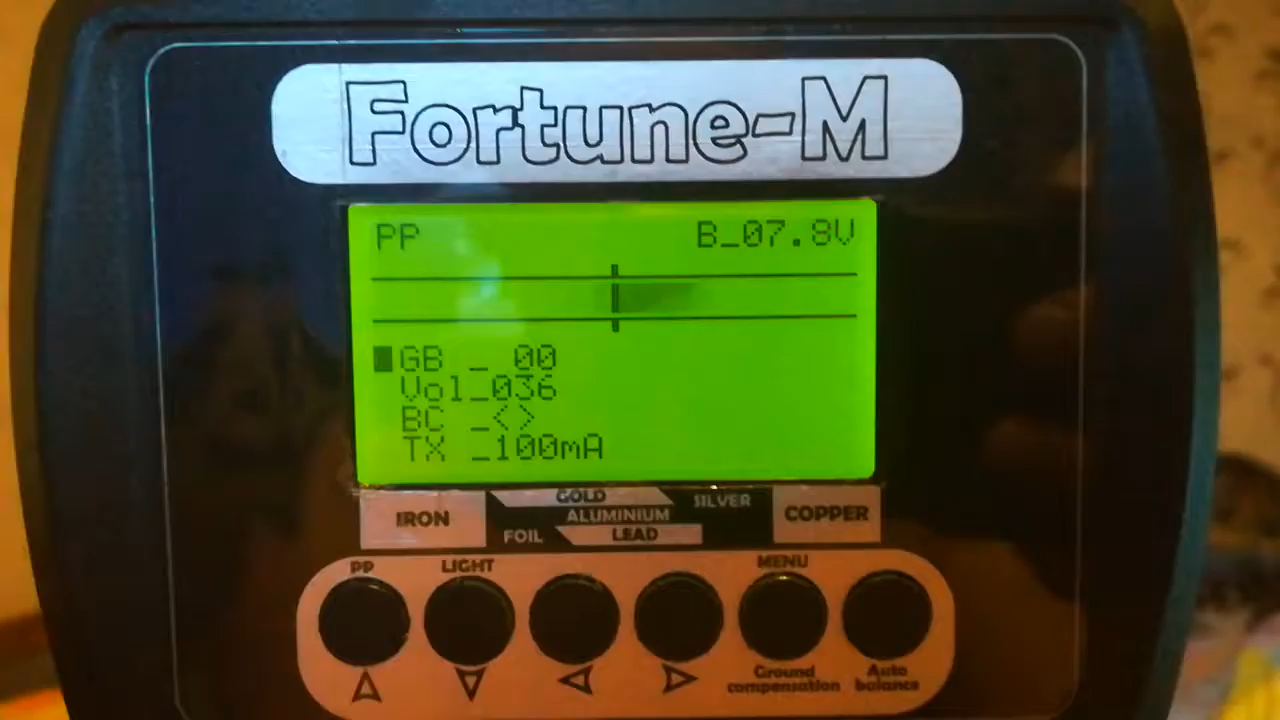 Fortune-M
PP B_07.8V
GB _ 00
Vol_036
BC _<>
TX _100mA
IRON GOLD SILVER COPPER
ALUMINIUM
FOIL LEAD
PP LIGHT MENU
Ground compensation Auto balance